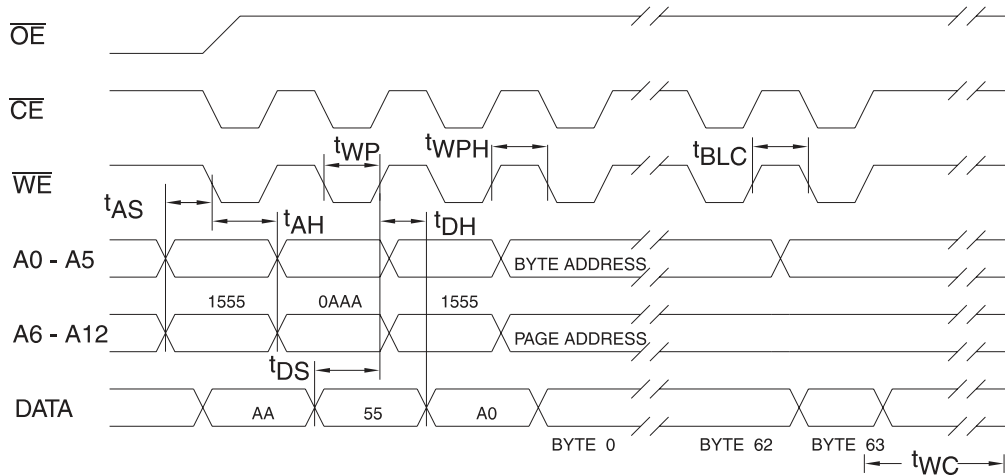 OE
CE
tWP
tWPH
tBLC
WE
tAS
tAH
tDH
A0 - A5
BYTE ADDRESS
1555
0AAA
1555
A6 - A12
PAGE ADDRESS
tDS
DATA
AA
55
A0
BYTE 0
BYTE 62
BYTE 63
tWC